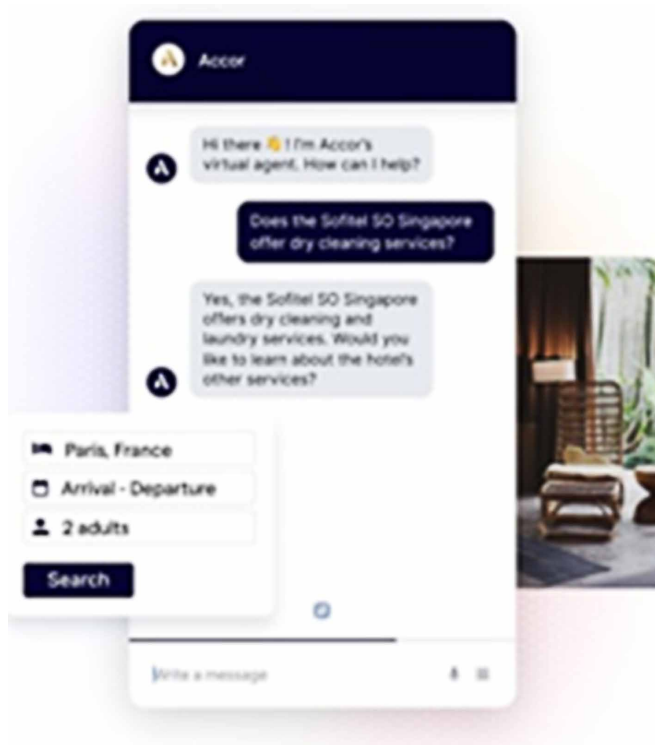 Accor
Hi there 👋 ! I'm Accor's
virtual agent. How can I help?
Does the Sofitel SO Singapore
offer dry cleaning services?
Yes, the Sofitel SO Singapore
offers dry cleaning and
laundry services. Would you
like to learn about the hotel's
other services?
Paris, France
Arrival - Departure
2 adults
Search
Write a message